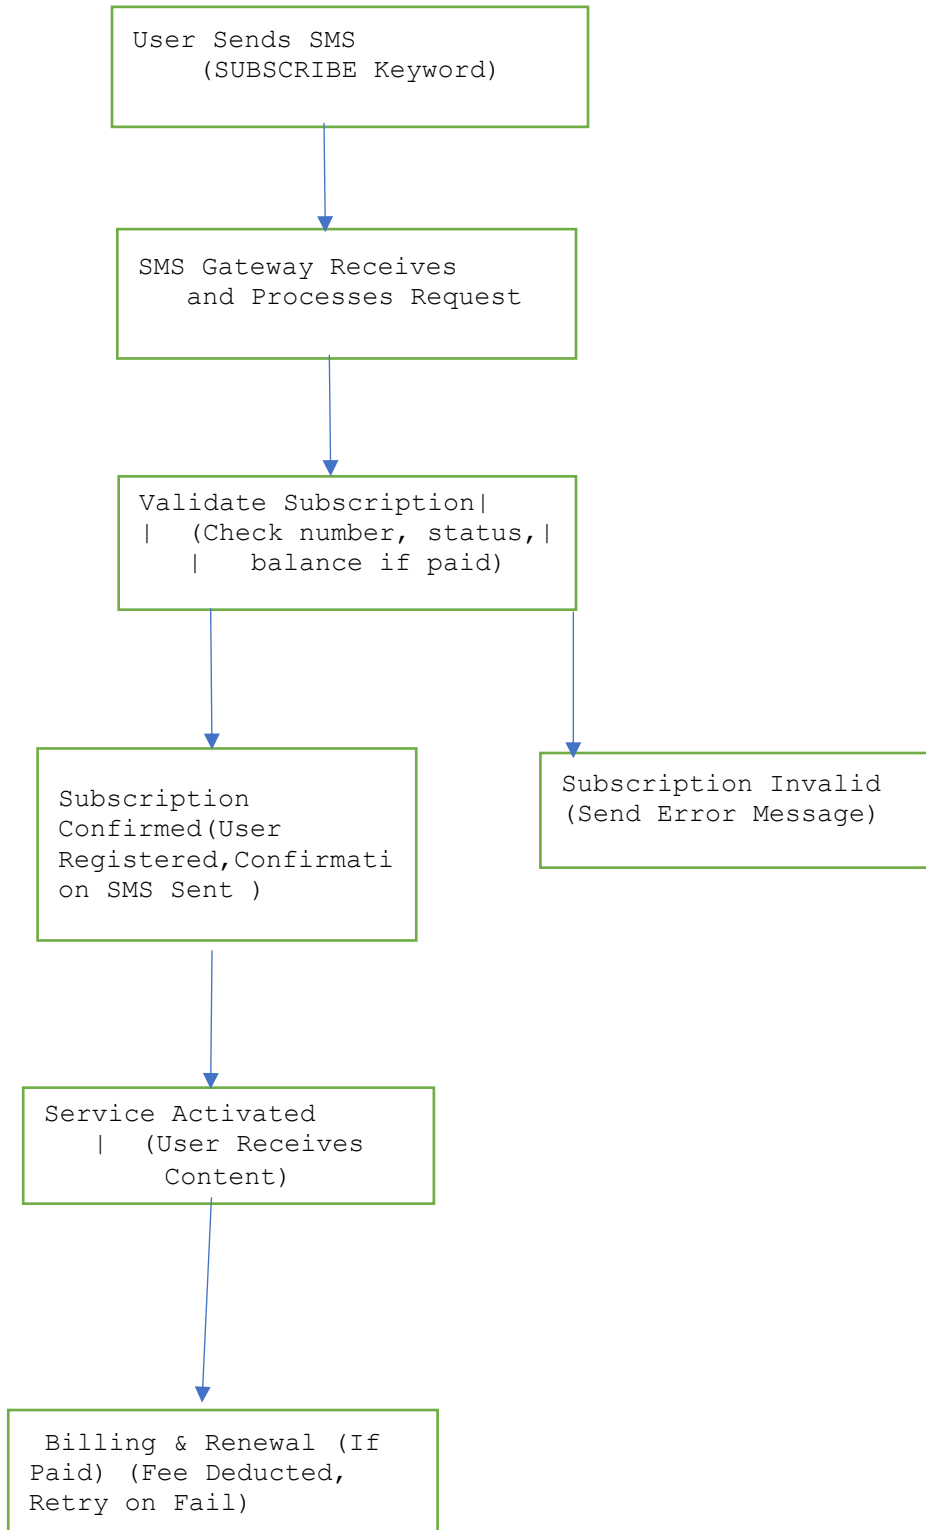 User Sends SMS
(SUBSCRIBE Keyword)
SMS Gateway Receives
and Processes Request
Validate Subscription|
| (Check number, status,|
| balance if paid)
Subscription
Confirmed(User
Registered,Confirmati
on SMS Sent )
Subscription Invalid
(Send Error Message)
Service Activated
| (User Receives
Content)
Billing & Renewal (If
Paid) (Fee Deducted,
Retry on Fail)